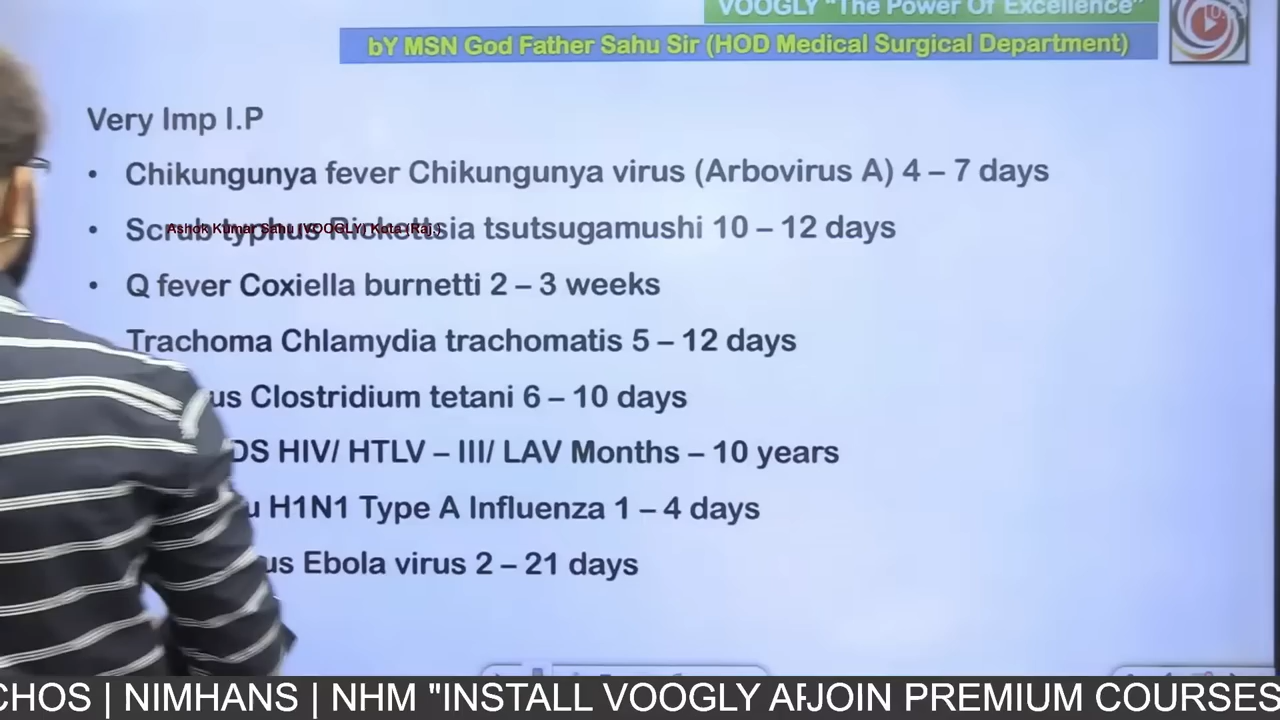 VOOGLY "The Power Of Excellence"
bY MSN God Father Sahu Sir (HOD Medical Surgical Department)
Very Imp I.P
• Chikungunya fever Chikungunya virus (Arbovirus A) 4 – 7 days
• Scrub typhus Rickettsia tsutsugamushi 10 – 12 days
Ashok Kumar Sahu (VOOGLY) Kota (Raj.)
• Q fever Coxiella burnetti 2 – 3 weeks
Trachoma Chlamydia trachomatis 5 – 12 days
us Clostridium tetani 6 – 10 days
DS HIV/ HTLV – III/ LAV Months – 10 years
u H1N1 Type A Influenza 1 – 4 days
us Ebola virus 2 – 21 days
CHOS | NIMHANS | NHM "INSTALL VOOGLY AP JOIN PREMIUM COURSES